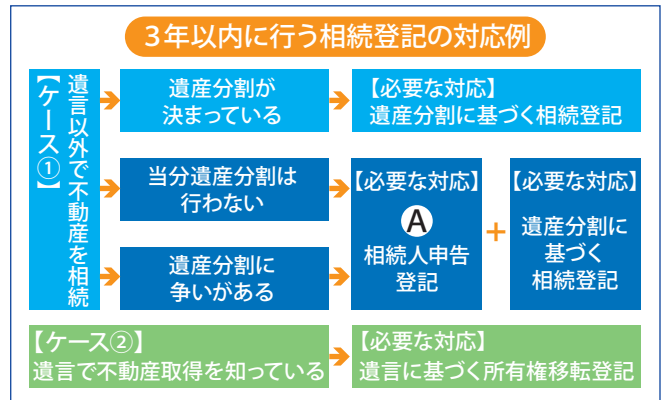 3年以内に行う相続登記の対応例
【ケース①】
遺言以外で不動産を相続
遺産分割が
決まっている
【必要な対応】
遺産分割に基づく相続登記
当分遺産分割は
行わない
遺産分割に
争いがある
【必要な対応】
A
相続人申告
登記
+
【必要な対応】
遺産分割に
基づく
相続登記
【ケース②】
遺言で不動産取得を知っている
【必要な対応】
遺言に基づく所有権移転登記